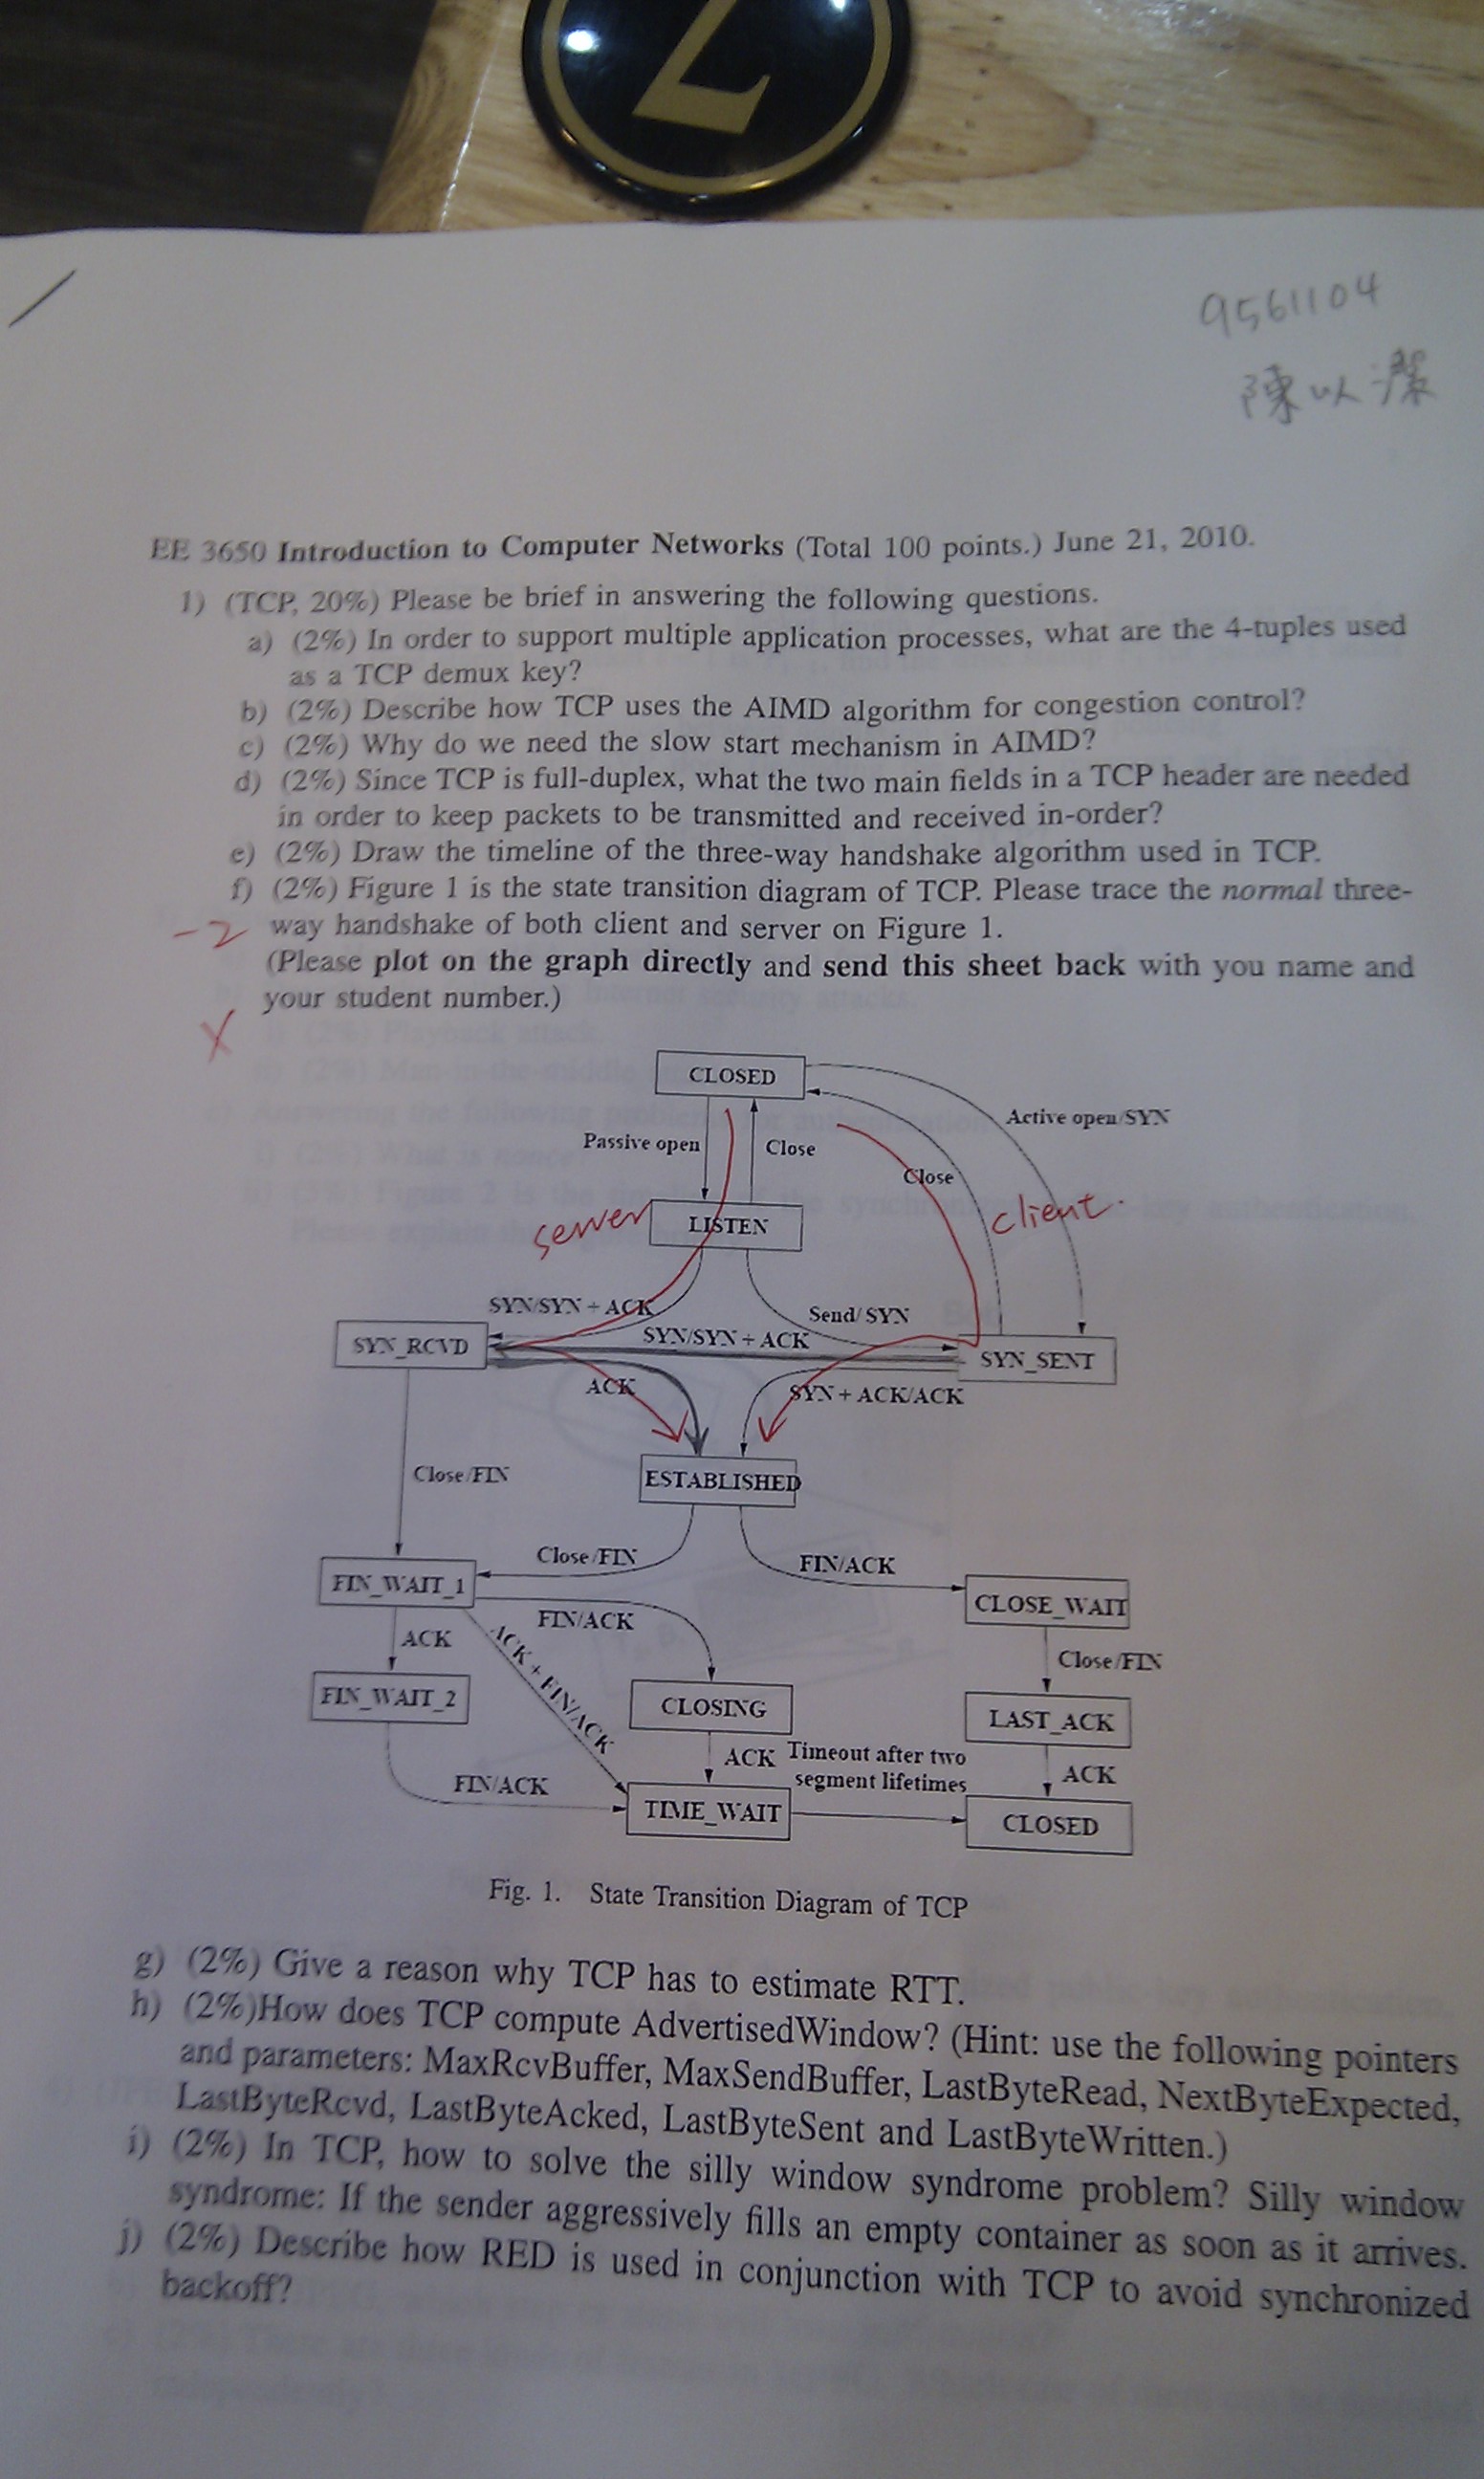 Z
9561104
陳以潔
EE 3650 Introduction to Computer Networks (Total 100 points.) June 21, 2010.
1) (TCP, 20%) Please be brief in answering the following questions.
a) (2%) In order to support multiple application processes, what are the 4-tuples used
as a TCP demux key?
b) (2%) Describe how TCP uses the AIMD algorithm for congestion control?
c) (2%) Why do we need the slow start mechanism in AIMD?
d) (2%) Since TCP is full-duplex, what the two main fields in a TCP header are needed
in order to keep packets to be transmitted and received in-order?
e) (2%) Draw the timeline of the three-way handshake algorithm used in TCP.
f) (2%) Figure 1 is the state transition diagram of TCP. Please trace the normal three-
-2 way handshake of both client and server on Figure 1.
(Please plot on the graph directly and send this sheet back with you name and
your student number.)
X
CLOSED
Active open/SYN
Passive open
Close
Close
server
LISTEN
client.
SYN/SYN + ACK
Send/ SYN
SYN_RCVD
SYN/SYN + ACK
SYN_SENT
ACK
SYN + ACK/ACK
Close/FIN
ESTABLISHED
Close/FIN
FIN/ACK
FIN_WAIT_1
CLOSE_WAIT
FIN/ACK
ACK
ACK + FIN/ACK
Close/FIN
FIN_WAIT_2
CLOSING
LAST_ACK
ACK
Timeout after two
segment lifetimes
ACK
FIN/ACK
TIME_WAIT
CLOSED
Fig. 1. State Transition Diagram of TCP
g) (2%) Give a reason why TCP has to estimate RTT.
h) (2%)How does TCP compute AdvertisedWindow? (Hint: use the following pointers
and parameters: MaxRcvBuffer, MaxSendBuffer, LastByteRead, NextByteExpected,
LastByteRcvd, LastByteAcked, LastByteSent and LastByteWritten.)
i) (2%) In TCP, how to solve the silly window syndrome problem? Silly window
syndrome: If the sender aggressively fills an empty container as soon as it arrives.
j) (2%) Describe how RED is used in conjunction with TCP to avoid synchronized
backoff?